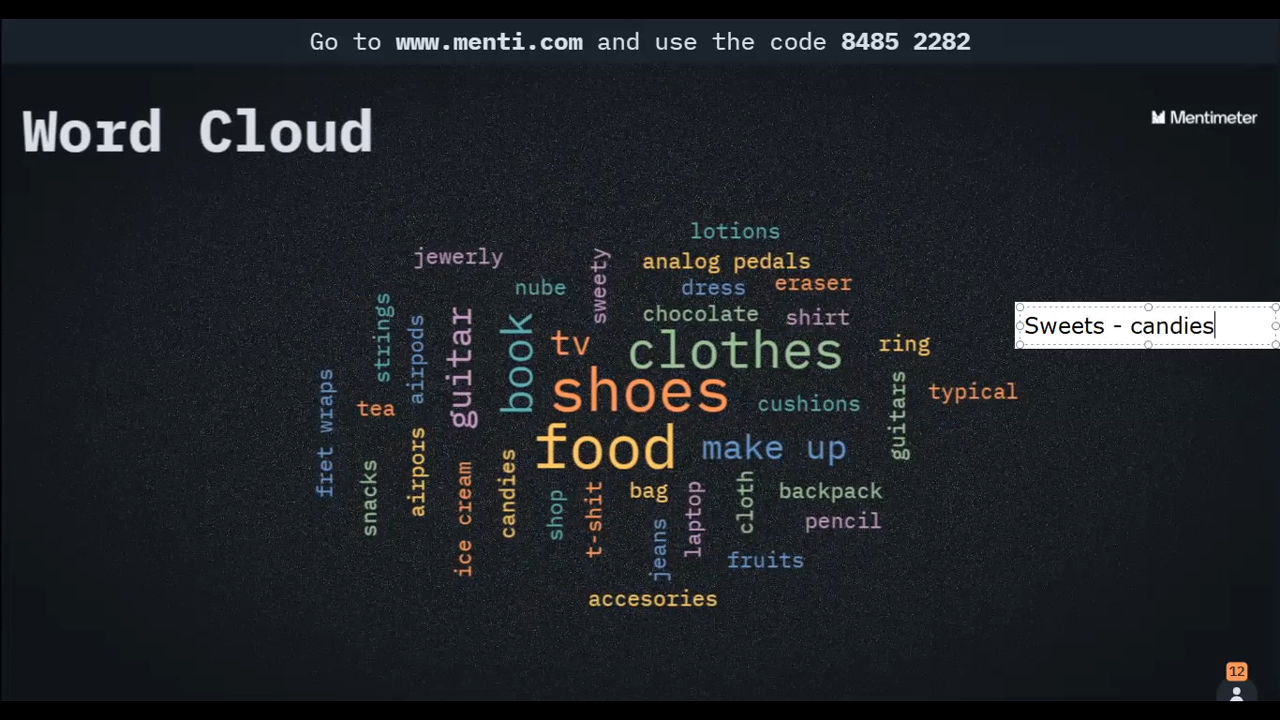 Go to www.menti.com and use the code 8485 2282
Word Cloud
Mentimeter
lotions
jewerly
sweety
analog pedals
nube
dress
eraser
strings
airpods
guitar
book
chocolate
shirt
tv
clothes
ring
Sweets - candies
fret wraps
tea
shoes
cushions
guitars
typical
airpors
food
make up
snacks
ice cream
candies
shop
t-shit
bag
laptop
cloth
backpack
jeans
pencil
fruits
accesories
12